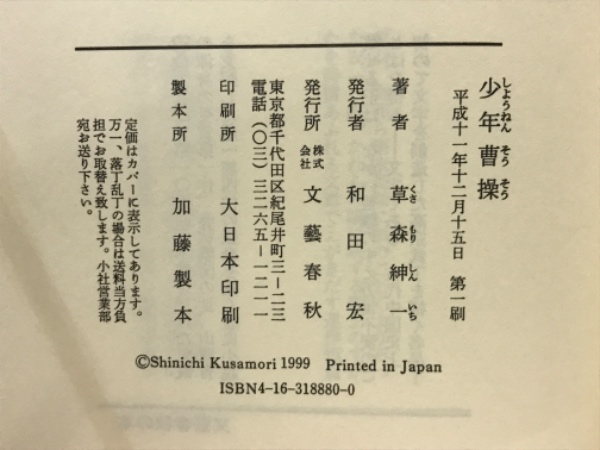 少年曹操
しょうねんそうそう
平成十一年十二月十五日 第一刷
著者 草森紳一
くさもりしんいち
発行者 和田宏
発行所 株式会社 文藝春秋
東京都千代田区紀尾井町三ー二三
電話(〇三)三二六五ー一二一一
印刷所 大日本印刷
製本所 加藤製本
定価はカバーに表示してあります。
万一、落丁乱丁の場合は送料当方負
担でお取替え致します。小社営業部
宛お送り下さい。
©Shinichi Kusamori 1999 Printed in Japan
ISBN4-16-318880-0